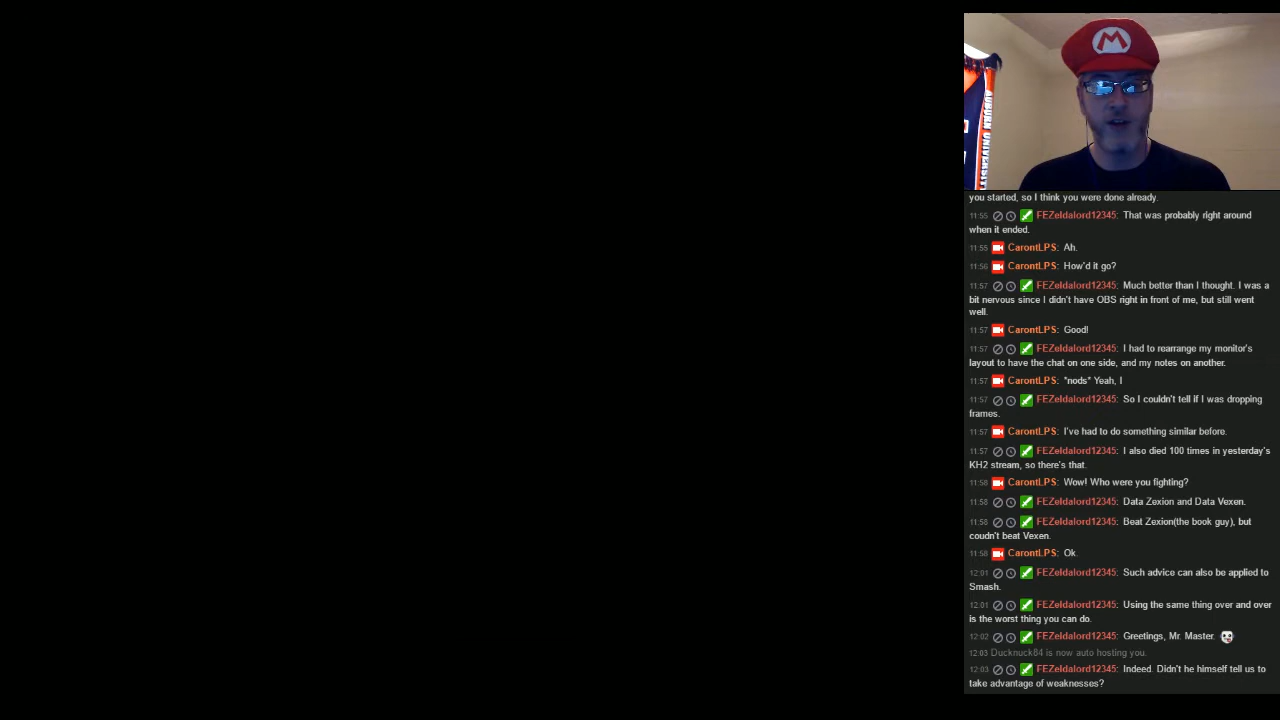 M
AUBURN UNIVERSITY
you started, so I think you were done already.
11:55 FEZeldalord12345: That was probably right around
when it ended.
11:55 CarontLPS: Ah.
11:56 CarontLPS: How'd it go?
11:57 FEZeldalord12345: Much better than I thought. I was a
bit nervous since I didn't have OBS right in front of me, but still went
well.
11:57 CarontLPS: Good!
11:57 FEZeldalord12345: I had to rearrange my monitor's
layout to have the chat on one side, and my notes on another.
11:57 CarontLPS: *nods* Yeah, I
11:57 FEZeldalord12345: So I couldn't tell if I was dropping
frames.
11:57 CarontLPS: I've had to do something similar before.
11:57 FEZeldalord12345: I also died 100 times in yesterday's
KH2 stream, so there's that.
11:58 CarontLPS: Wow! Who were you fighting?
11:58 FEZeldalord12345: Data Zexion and Data Vexen.
11:58 FEZeldalord12345: Beat Zexion(the book guy), but
coudn't beat Vexen.
11:58 CarontLPS: Ok.
12:01 FEZeldalord12345: Such advice can also be applied to
Smash.
12:01 FEZeldalord12345: Using the same thing over and over
is the worst thing you can do.
12:02 FEZeldalord12345: Greetings, Mr. Master.
12:03 Ducknuck84 is now auto hosting you.
12:03 FEZeldalord12345: Indeed. Didn't he himself tell us to
take advantage of weaknesses?